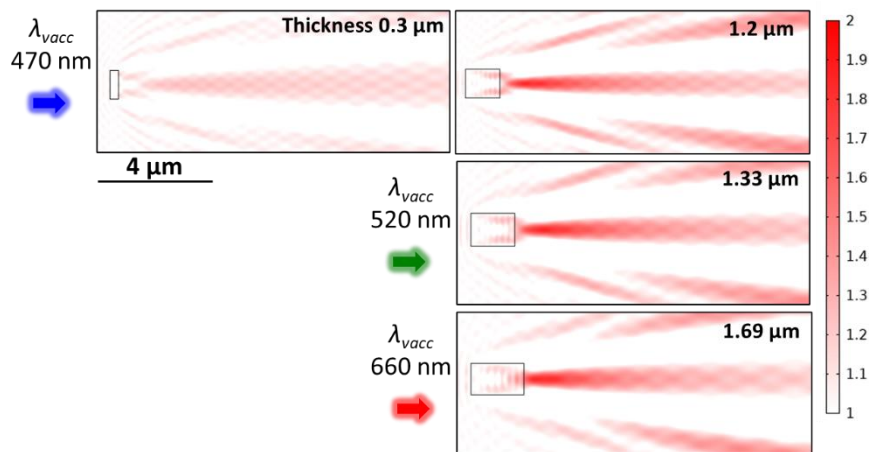 λvacc
470 nm
Thickness 0.3 µm
1.2 µm
4 µm
λvacc
520 nm
1.33 µm
λvacc
660 nm
1.69 µm
2
1.9
1.8
1.7
1.6
1.5
1.4
1.3
1.2
1.1
1